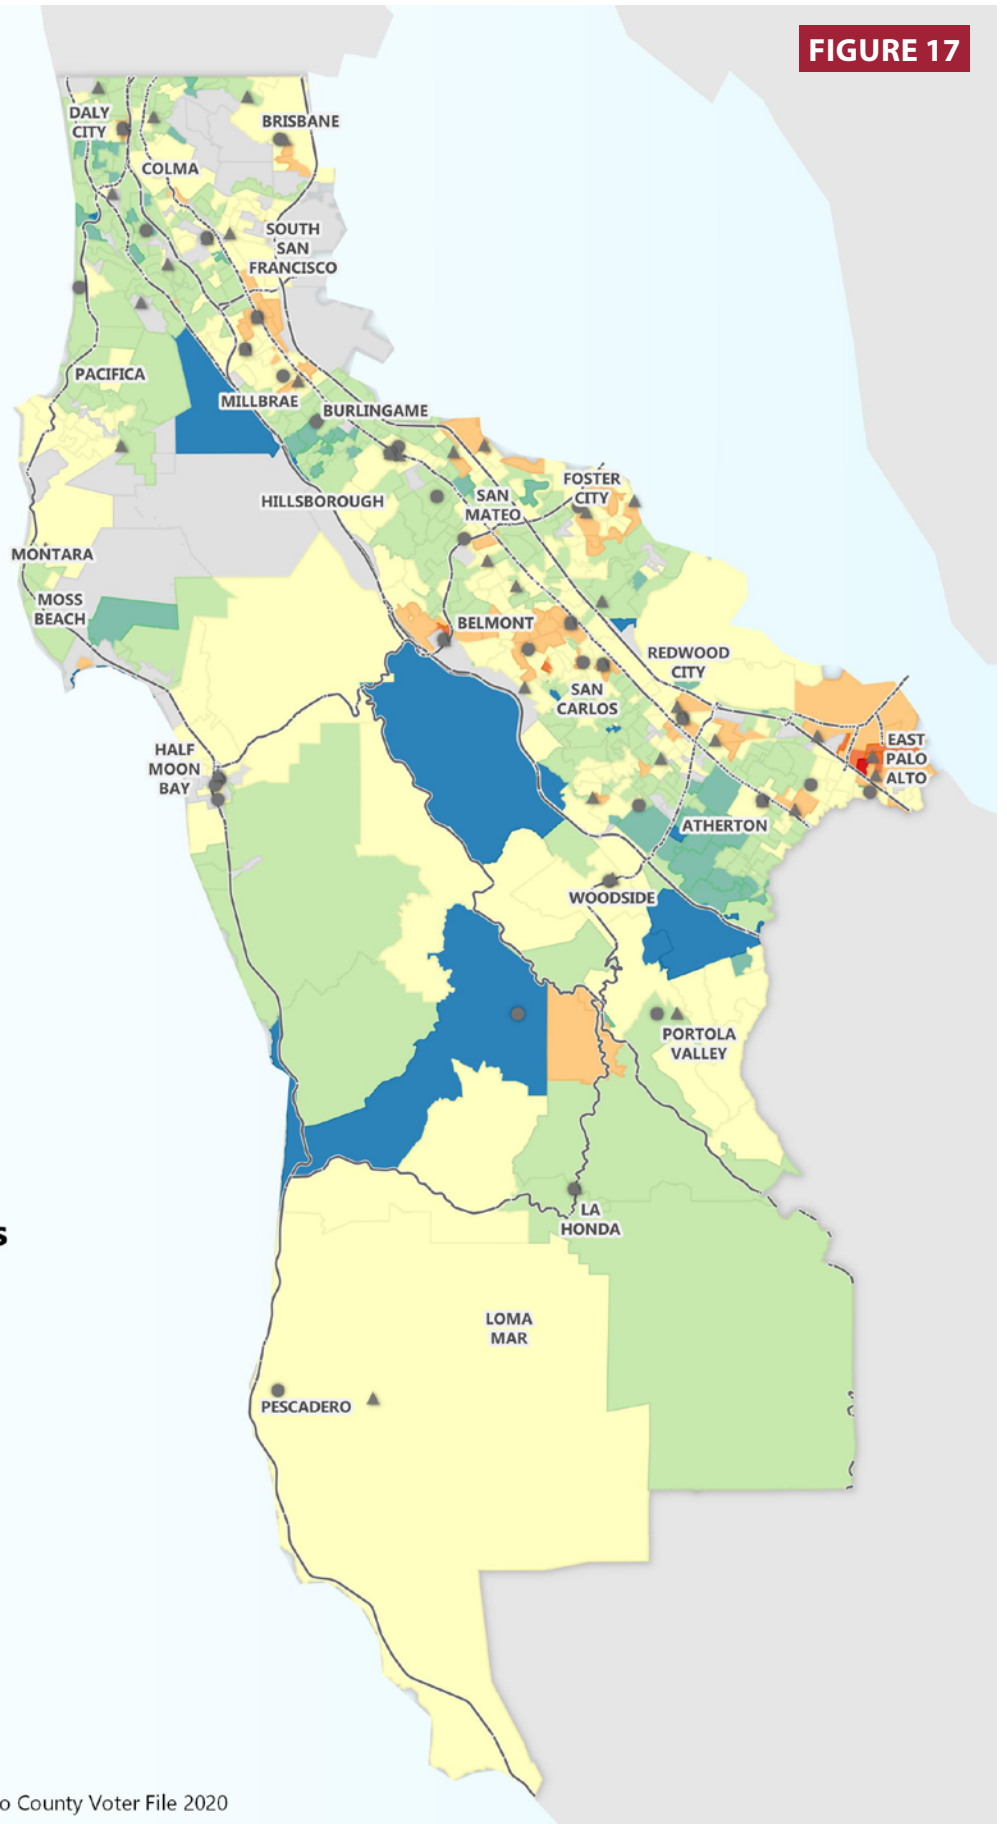 FIGURE 17
DALY
CITY
BRISBANE
COLMA
SOUTH
SAN
FRANCISCO
PACIFICA
MILLBRAE
BURLINGAME
HILLSBOROUGH
SAN
MATEO
FOSTER
CITY
MONTARA
MOSS
BEACH
BELMONT
REDWOOD
CITY
SAN
CARLOS
HALF
MOON
BAY
EAST
PALO
ALTO
ATHERTON
WOODSIDE
PORTOLA
VALLEY
LA
HONDA
s
LOMA
MAR
PESCADERO
o County Voter File 2020